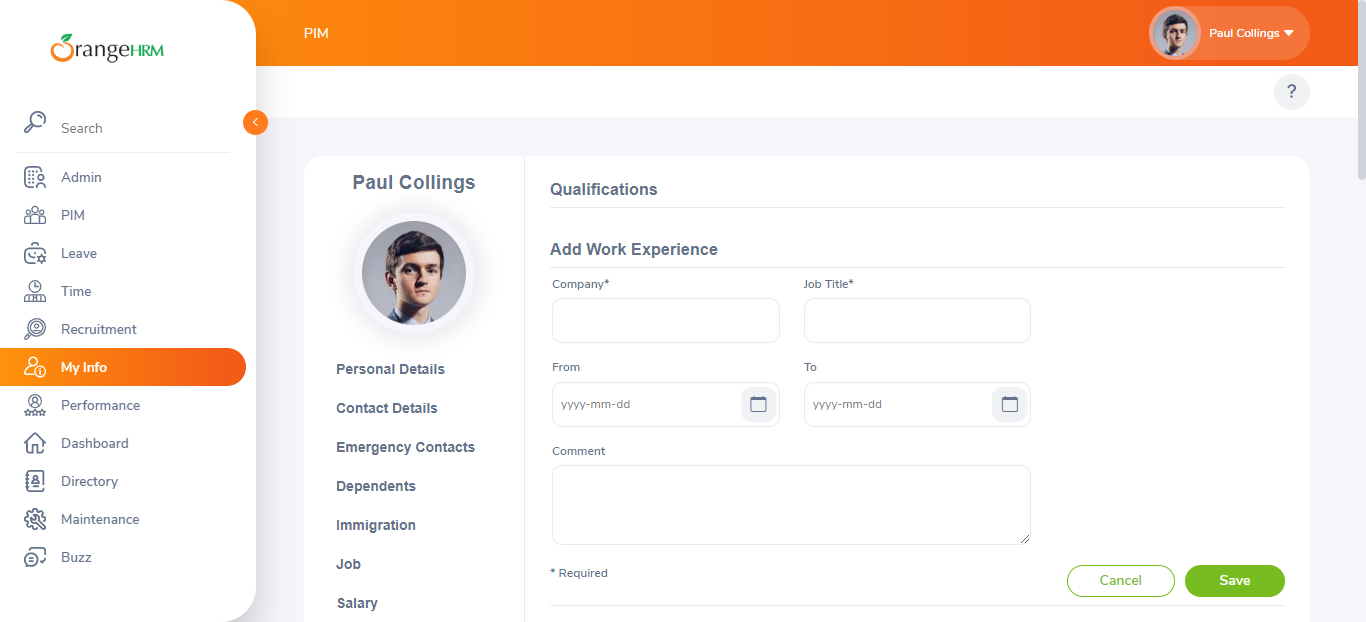 OrangeHRM
PIM
Paul Collings
?
Search
Admin
PIM
Leave
Time
Recruitment
My Info
Performance
Dashboard
Directory
Maintenance
Buzz
Paul Collings
Personal Details
Contact Details
Emergency Contacts
Dependents
Immigration
Job
Salary
Qualifications
Add Work Experience
Company* Job Title*
From To
yyyy-mm-dd yyyy-mm-dd
Comment
* Required
Cancel Save